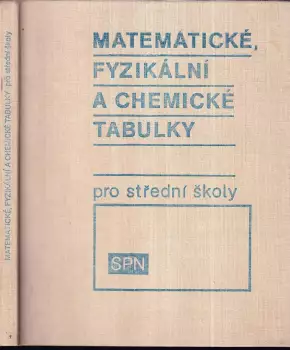 MATEMATICKÉ, FYZIKÁLNÍ A CHEMICKÉ TABULKY pro střední školy
MATEMATICKÉ,
FYZIKÁLNÍ
A CHEMICKÉ
TABULKY
pro střední školy
SPN